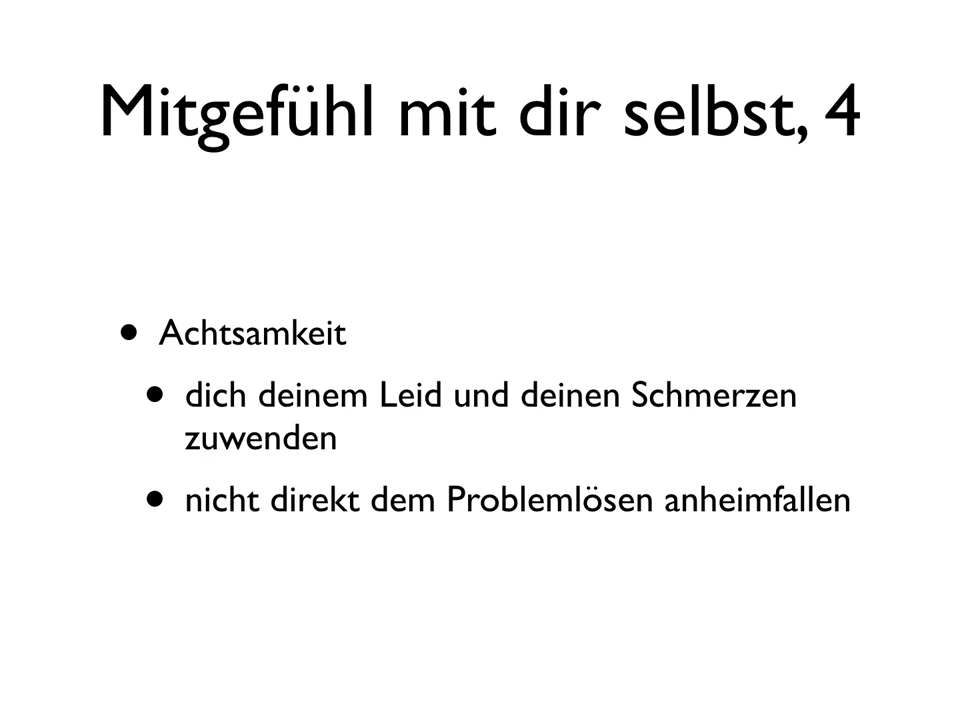 Mitgefühl mit dir selbst, 4
• Achtsamkeit
• dich deinem Leid und deinen Schmerzen
zuwenden
• nicht direkt dem Problemlösen anheimfallen